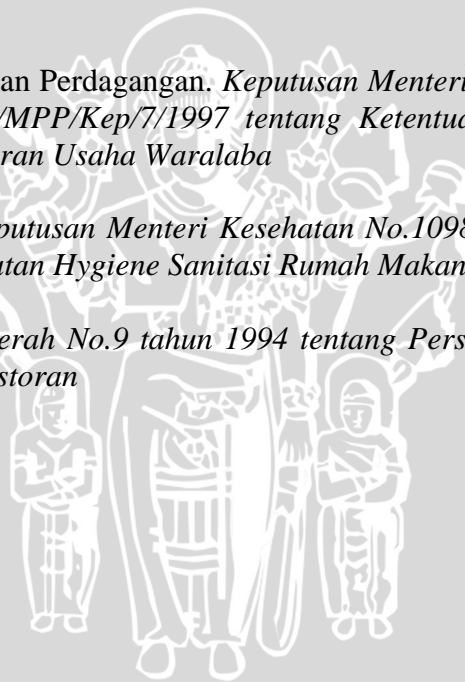 an Perdagangan. Keputusan Menteri
/MPP/Kep/7/1997 tentang Ketentua
ran Usaha Waralaba
putusan Menteri Kesehatan No.1098
atan Hygiene Sanitasi Rumah Makan
erah No.9 tahun 1994 tentang Pers
storan